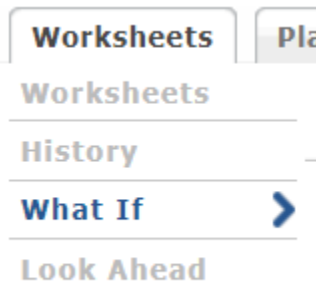 Worksheets Pla
Worksheets
History
What If
Look Ahead